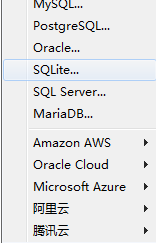 MySQL...
PostgreSQL...
Oracle...
SQLite...
SQL Server...
MariaDB...
Amazon AWS
Oracle Cloud
Microsoft Azure
阿里云
腾讯云